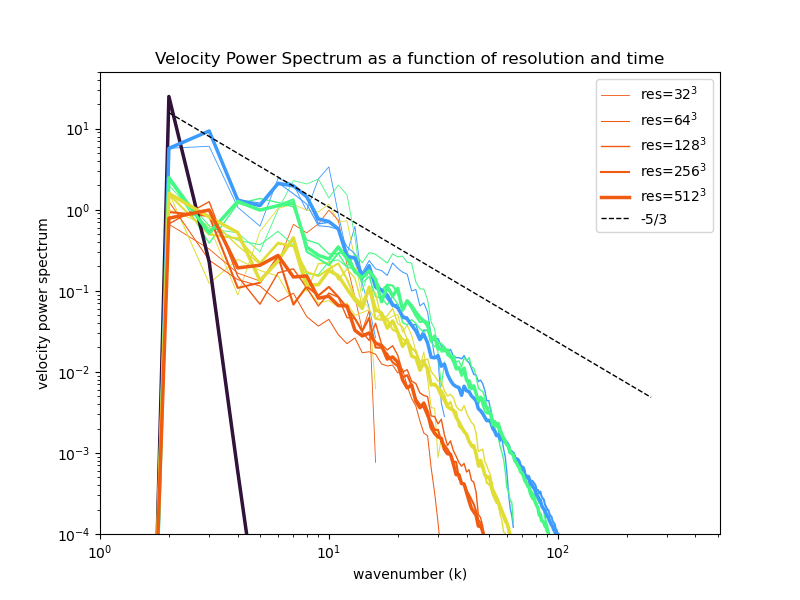 Velocity Power Spectrum as a function of resolution and time
res=32³
res=64³
res=128³
res=256³
res=512³
-5/3
velocity power spectrum
10¹
10⁰
10⁻¹
10⁻²
10⁻³
10⁻⁴
10⁰
10¹
10²
wavenumber (k)